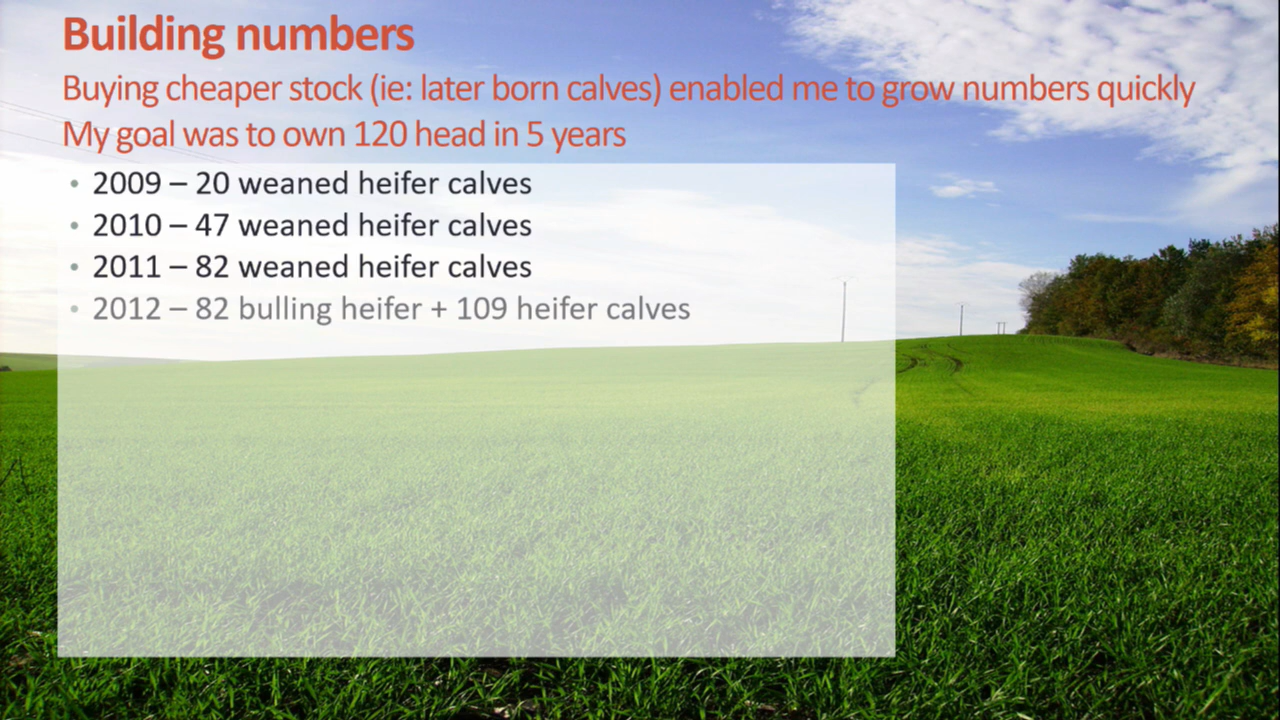 Building numbers
Buying cheaper stock (ie: later born calves) enabled me to grow numbers quickly
My goal was to own 120 head in 5 years
• 2009 – 20 weaned heifer calves
• 2010 – 47 weaned heifer calves
• 2011 – 82 weaned heifer calves
• 2012 – 82 bulling heifer + 109 heifer calves